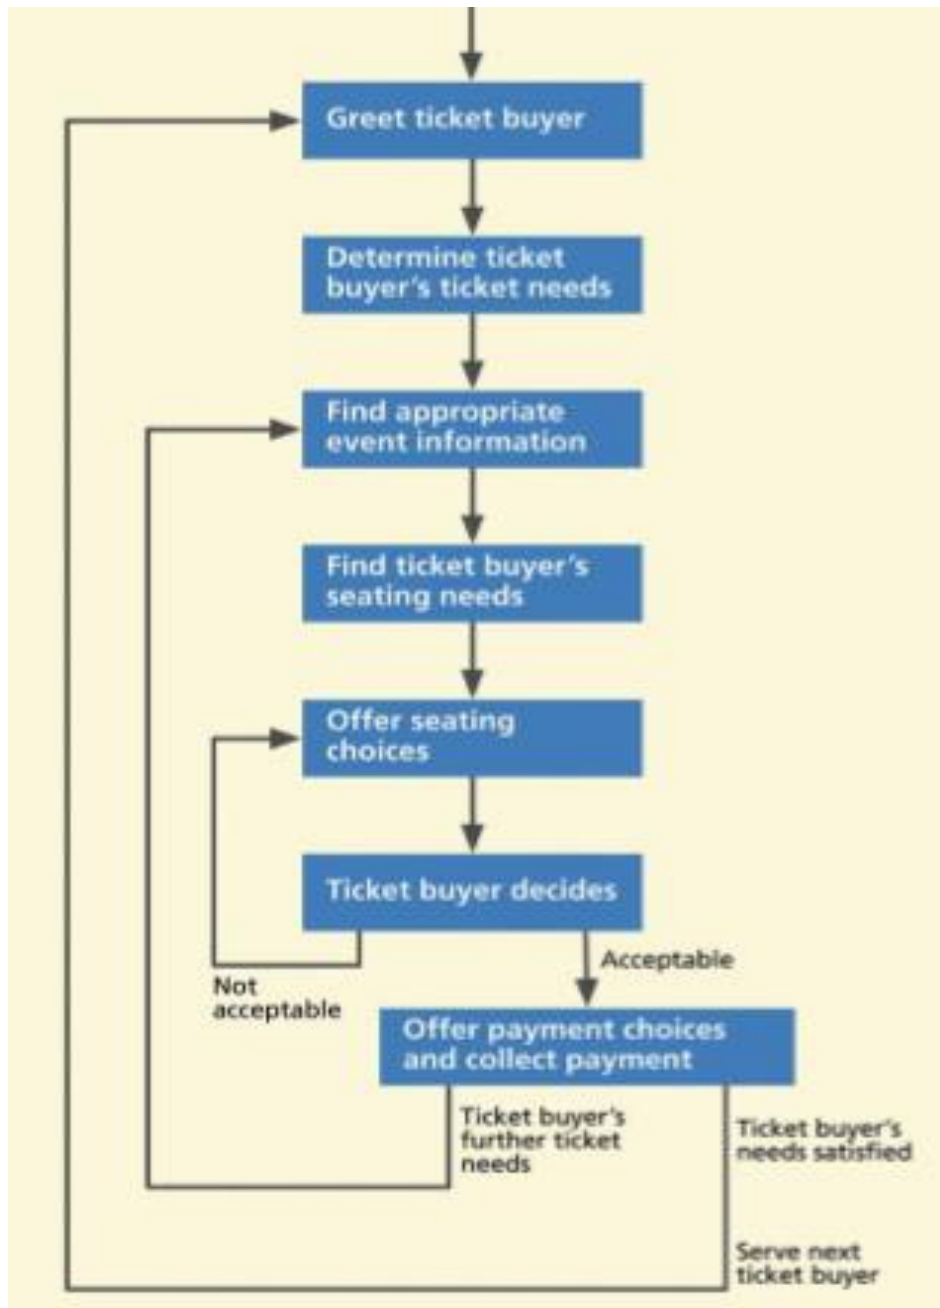 Greet ticket buyer
Determine ticket
buyer's ticket needs
Find appropriate
event information
Find ticket buyer's
seating needs
Offer seating
choices
Ticket buyer decides
Not
acceptable
Acceptable
Offer payment choices
and collect payment
Ticket buyer's
further ticket
needs
Ticket buyer's
needs satisfied
Serve next
ticket buyer